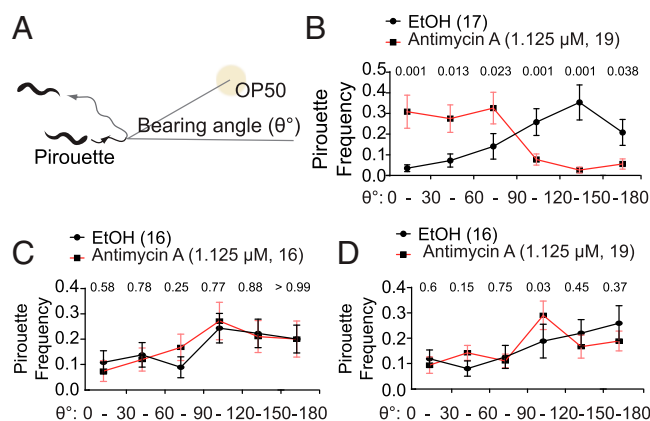 A
OP50
Bearing angle (θ°)
Pirouette
B
EtOH (17)
Antimycin A (1.125 µM, 19)
0.001 0.013 0.023 0.001 0.001 0.038
0.5
0.4
0.3
0.2
0.1
0.0
Pirouette
Frequency
θ°: 0 - 30 - 60 - 90 -120-150-180
C
EtOH (16)
Antimycin A (1.125 µM, 16)
0.58 0.78 0.25 0.77 0.88 > 0.99
0.4
0.3
0.2
0.1
0.0
Pirouette
Frequency
θ°: 0 - 30 - 60 - 90 - 120-150-180
D
EtOH (16)
Antimycin A (1.125 µM, 19)
0.6 0.15 0.75 0.03 0.45 0.37
0.4
0.3
0.2
0.1
0.0
Pirouette
Frequency
θ°: 0 - 30 - 60 - 90 -120-150-180